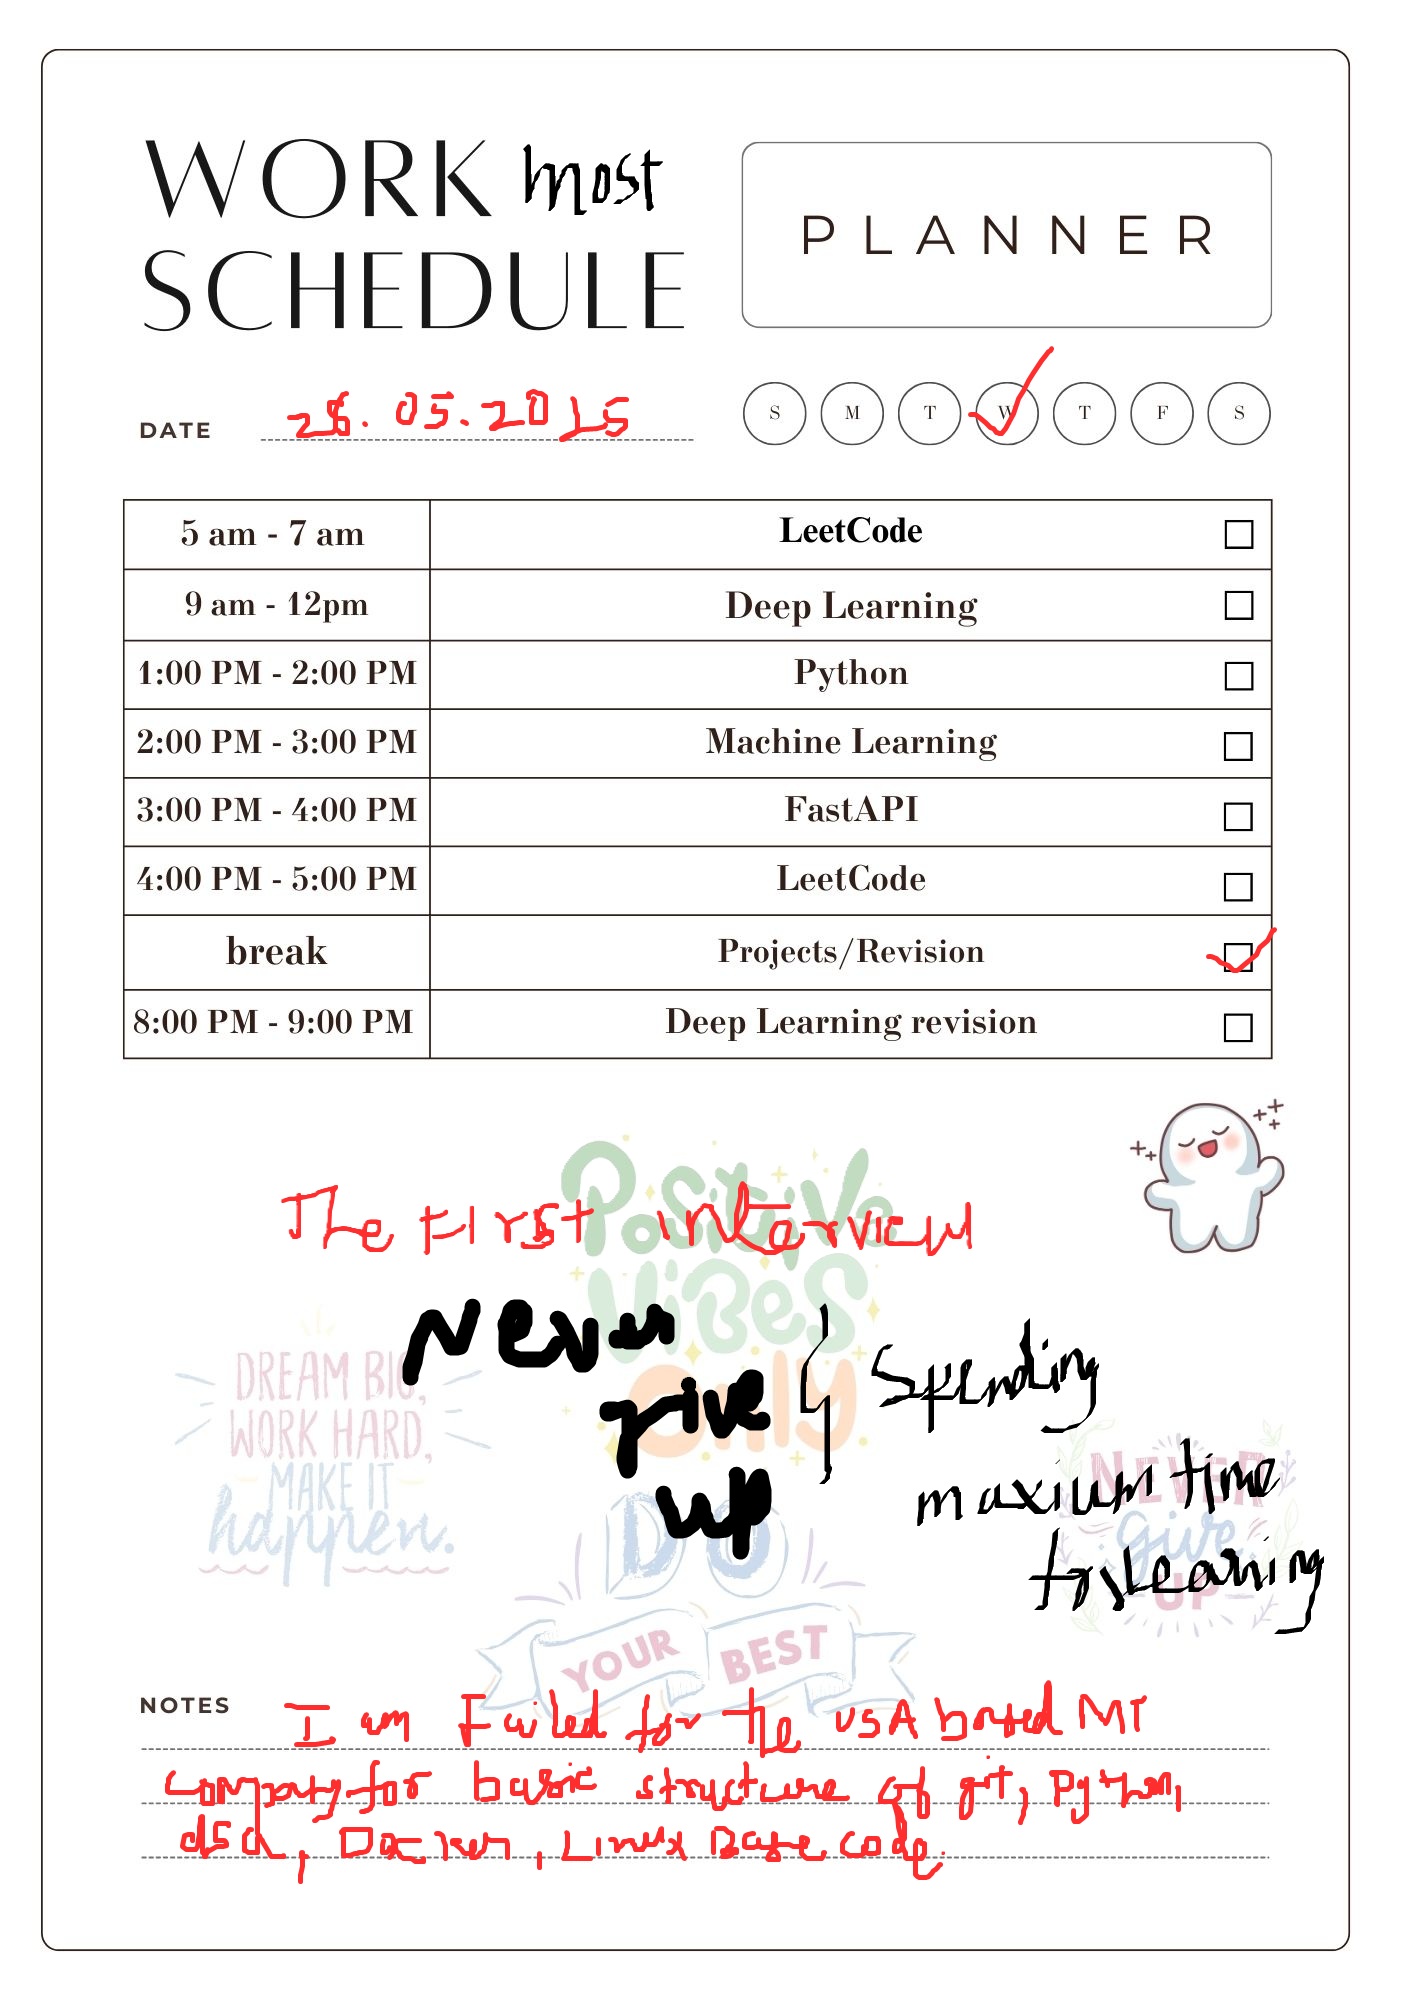 WORK most
SCHEDULE
PLANNER
DATE 28.05.2025
S M T W T F S
5 am - 7 am LeetCode
9 am - 12pm Deep Learning
1:00 PM - 2:00 PM Python
2:00 PM - 3:00 PM Machine Learning
3:00 PM - 4:00 PM FastAPI
4:00 PM - 5:00 PM LeetCode
break Projects/Revision
8:00 PM - 9:00 PM Deep Learning revision
Positive
ViBES
Only
The First interview
Never
give
up
& Spending
maxium time
for Learning
DREAM BIG,
WORK HARD,
MAKE IT
happen.
NEVER
give
UP
DO
YOUR BEST
NOTES I am Failed for the USA based
company for basic structure of git, Python,
dsa, Docker, Linux Base code.